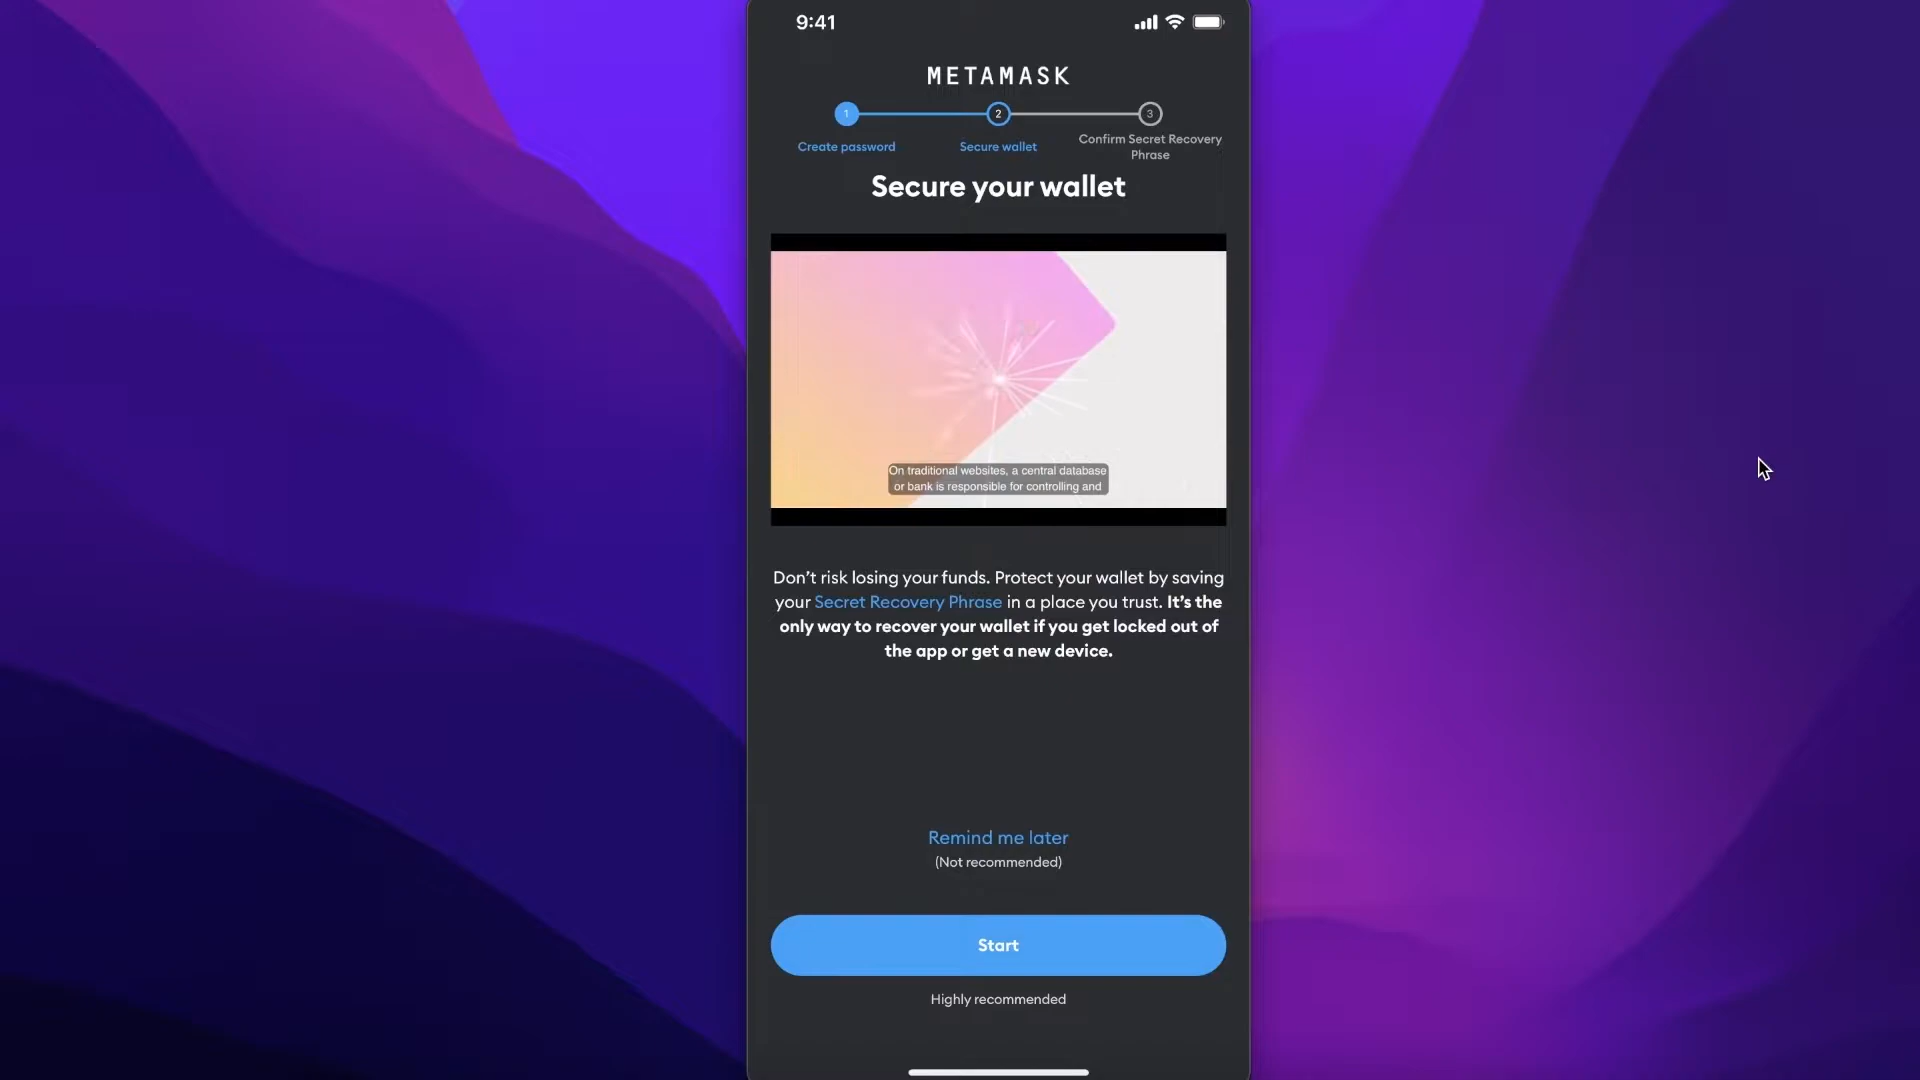 9:41
METAMASK
1
2
3
Create password
Secure wallet
Confirm Secret Recovery
Phrase
Secure your wallet
On traditional websites, a central database
or bank is responsible for controlling and
Don’t risk losing your funds. Protect your wallet by saving
your Secret Recovery Phrase in a place you trust. It’s the
only way to recover your wallet if you get locked out of
the app or get a new device.
Remind me later
(Not recommended)
Start
Highly recommended